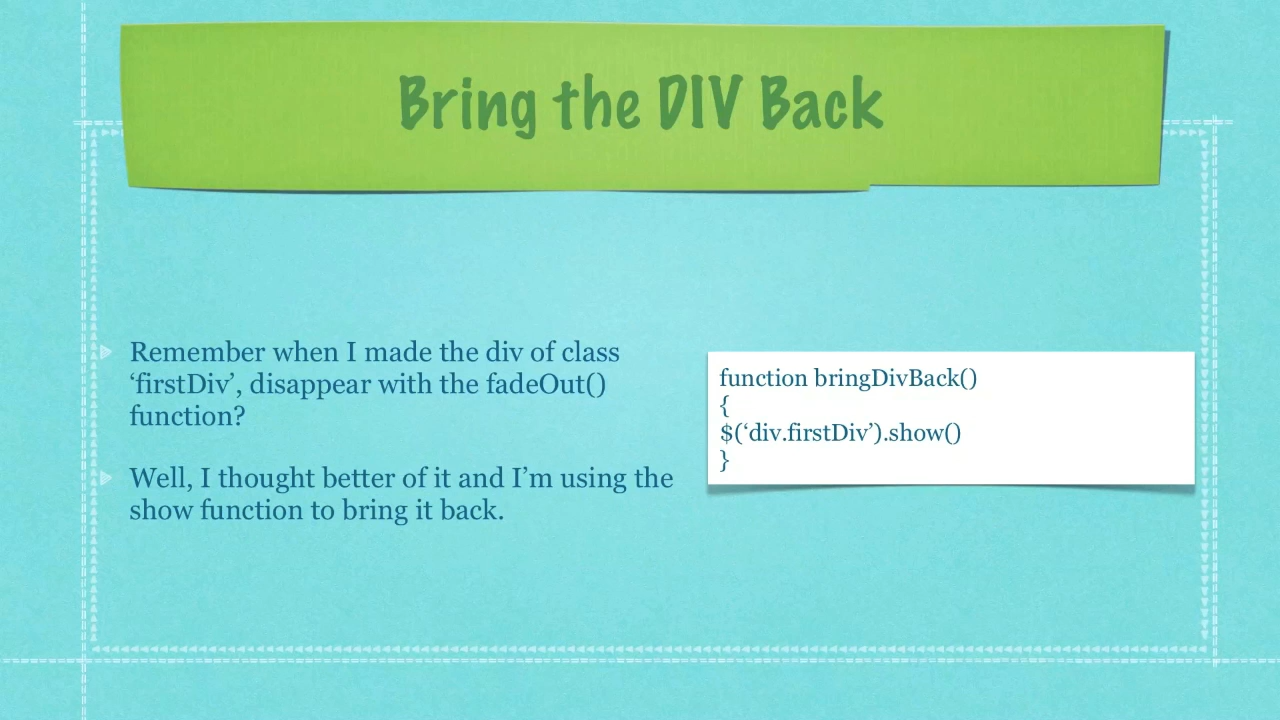 Bring the DIV Back
Remember when I made the div of class
‘firstDiv’, disappear with the fadeOut()
function?
Well, I thought better of it and I’m using the
show function to bring it back.
function bringDivBack()
{
$(‘div.firstDiv’).show()
}